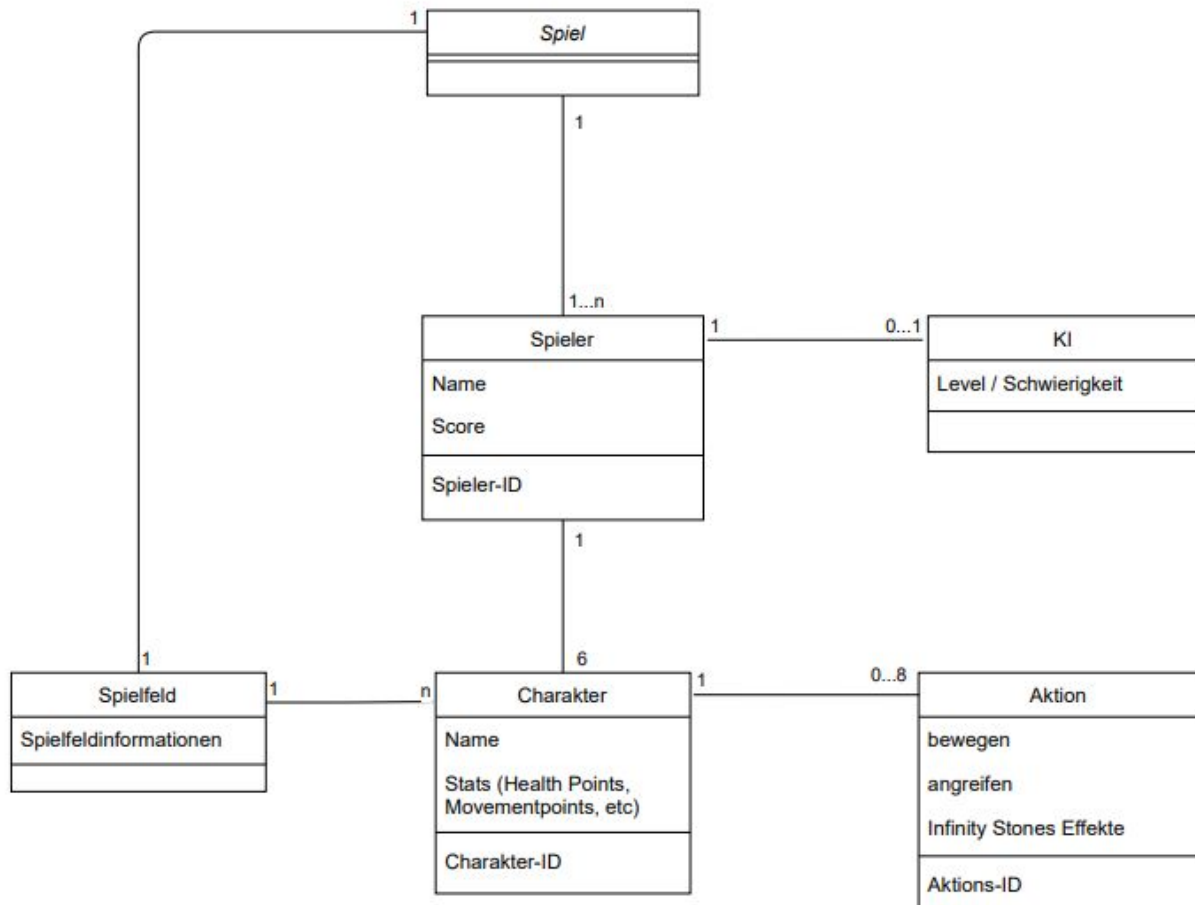 1
Spiel
1
1...n
Spieler
1
0...1
KI
Name
Level / Schwierigkeit
Score
Spieler-ID
1
1
6
Spielfeld
1
n
Charakter
1
0...8
Aktion
Spielfeldinformationen
Name
bewegen
Stats (Health Points,
Movementpoints, etc)
angreifen
Infinity Stones Effekte
Charakter-ID
Aktions-ID